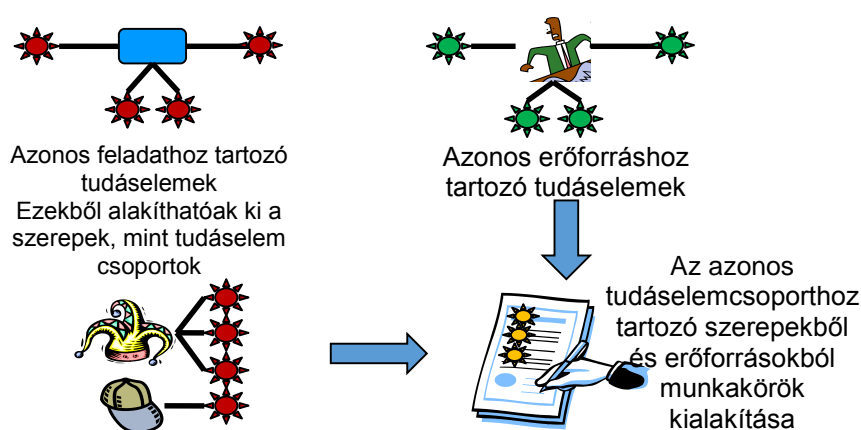 Azonos feladathoz tartozó
tudáselemek
Ezekből alakíthatóak ki a
szerepek, mint tudáselem
csoportok
Azonos erőforráshoz
tartozó tudáselemek
Az azonos
tudáselemcsoporthoz
tartozó szerepekből
és erőforrásokból
munkakörök
kialakítása